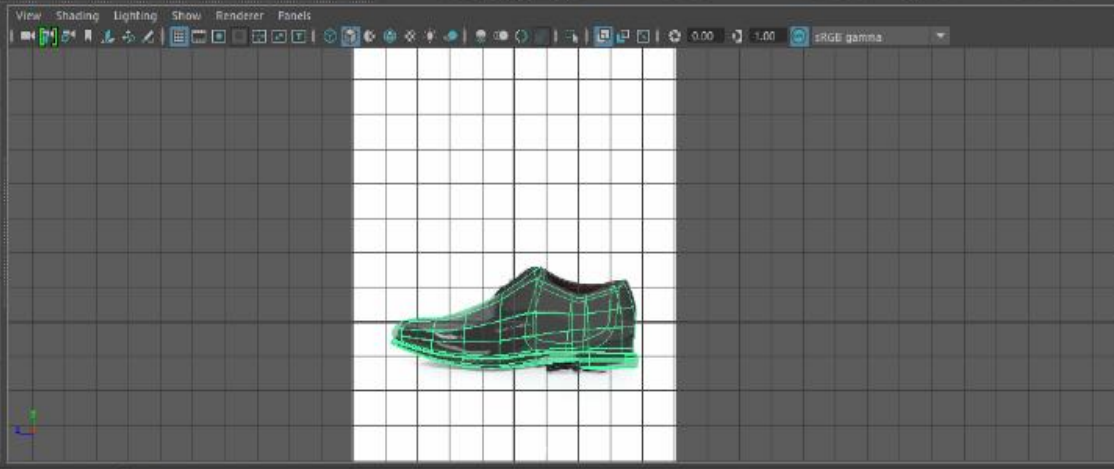 View Shading Lighting Show Renderer Panels
0.00 1.00 sRGB gamma